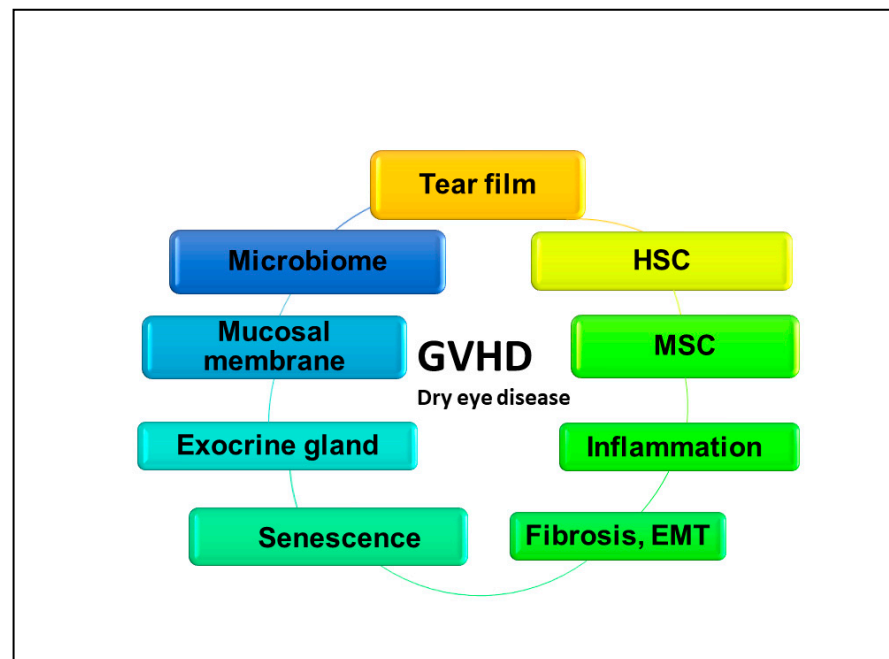 Tear film
Microbiome
HSC
Mucosal
membrane
GVHD
Dry eye disease
MSC
Exocrine gland
Inflammation
Senescence
Fibrosis, EMT